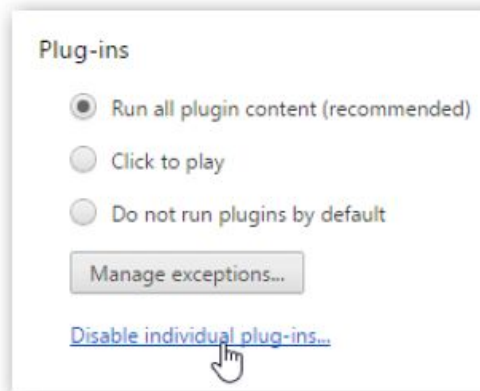 Plug-ins
Run all plugin content (recommended)
Click to play
Do not run plugins by default
Manage exceptions...
Disable individual plug-ins...